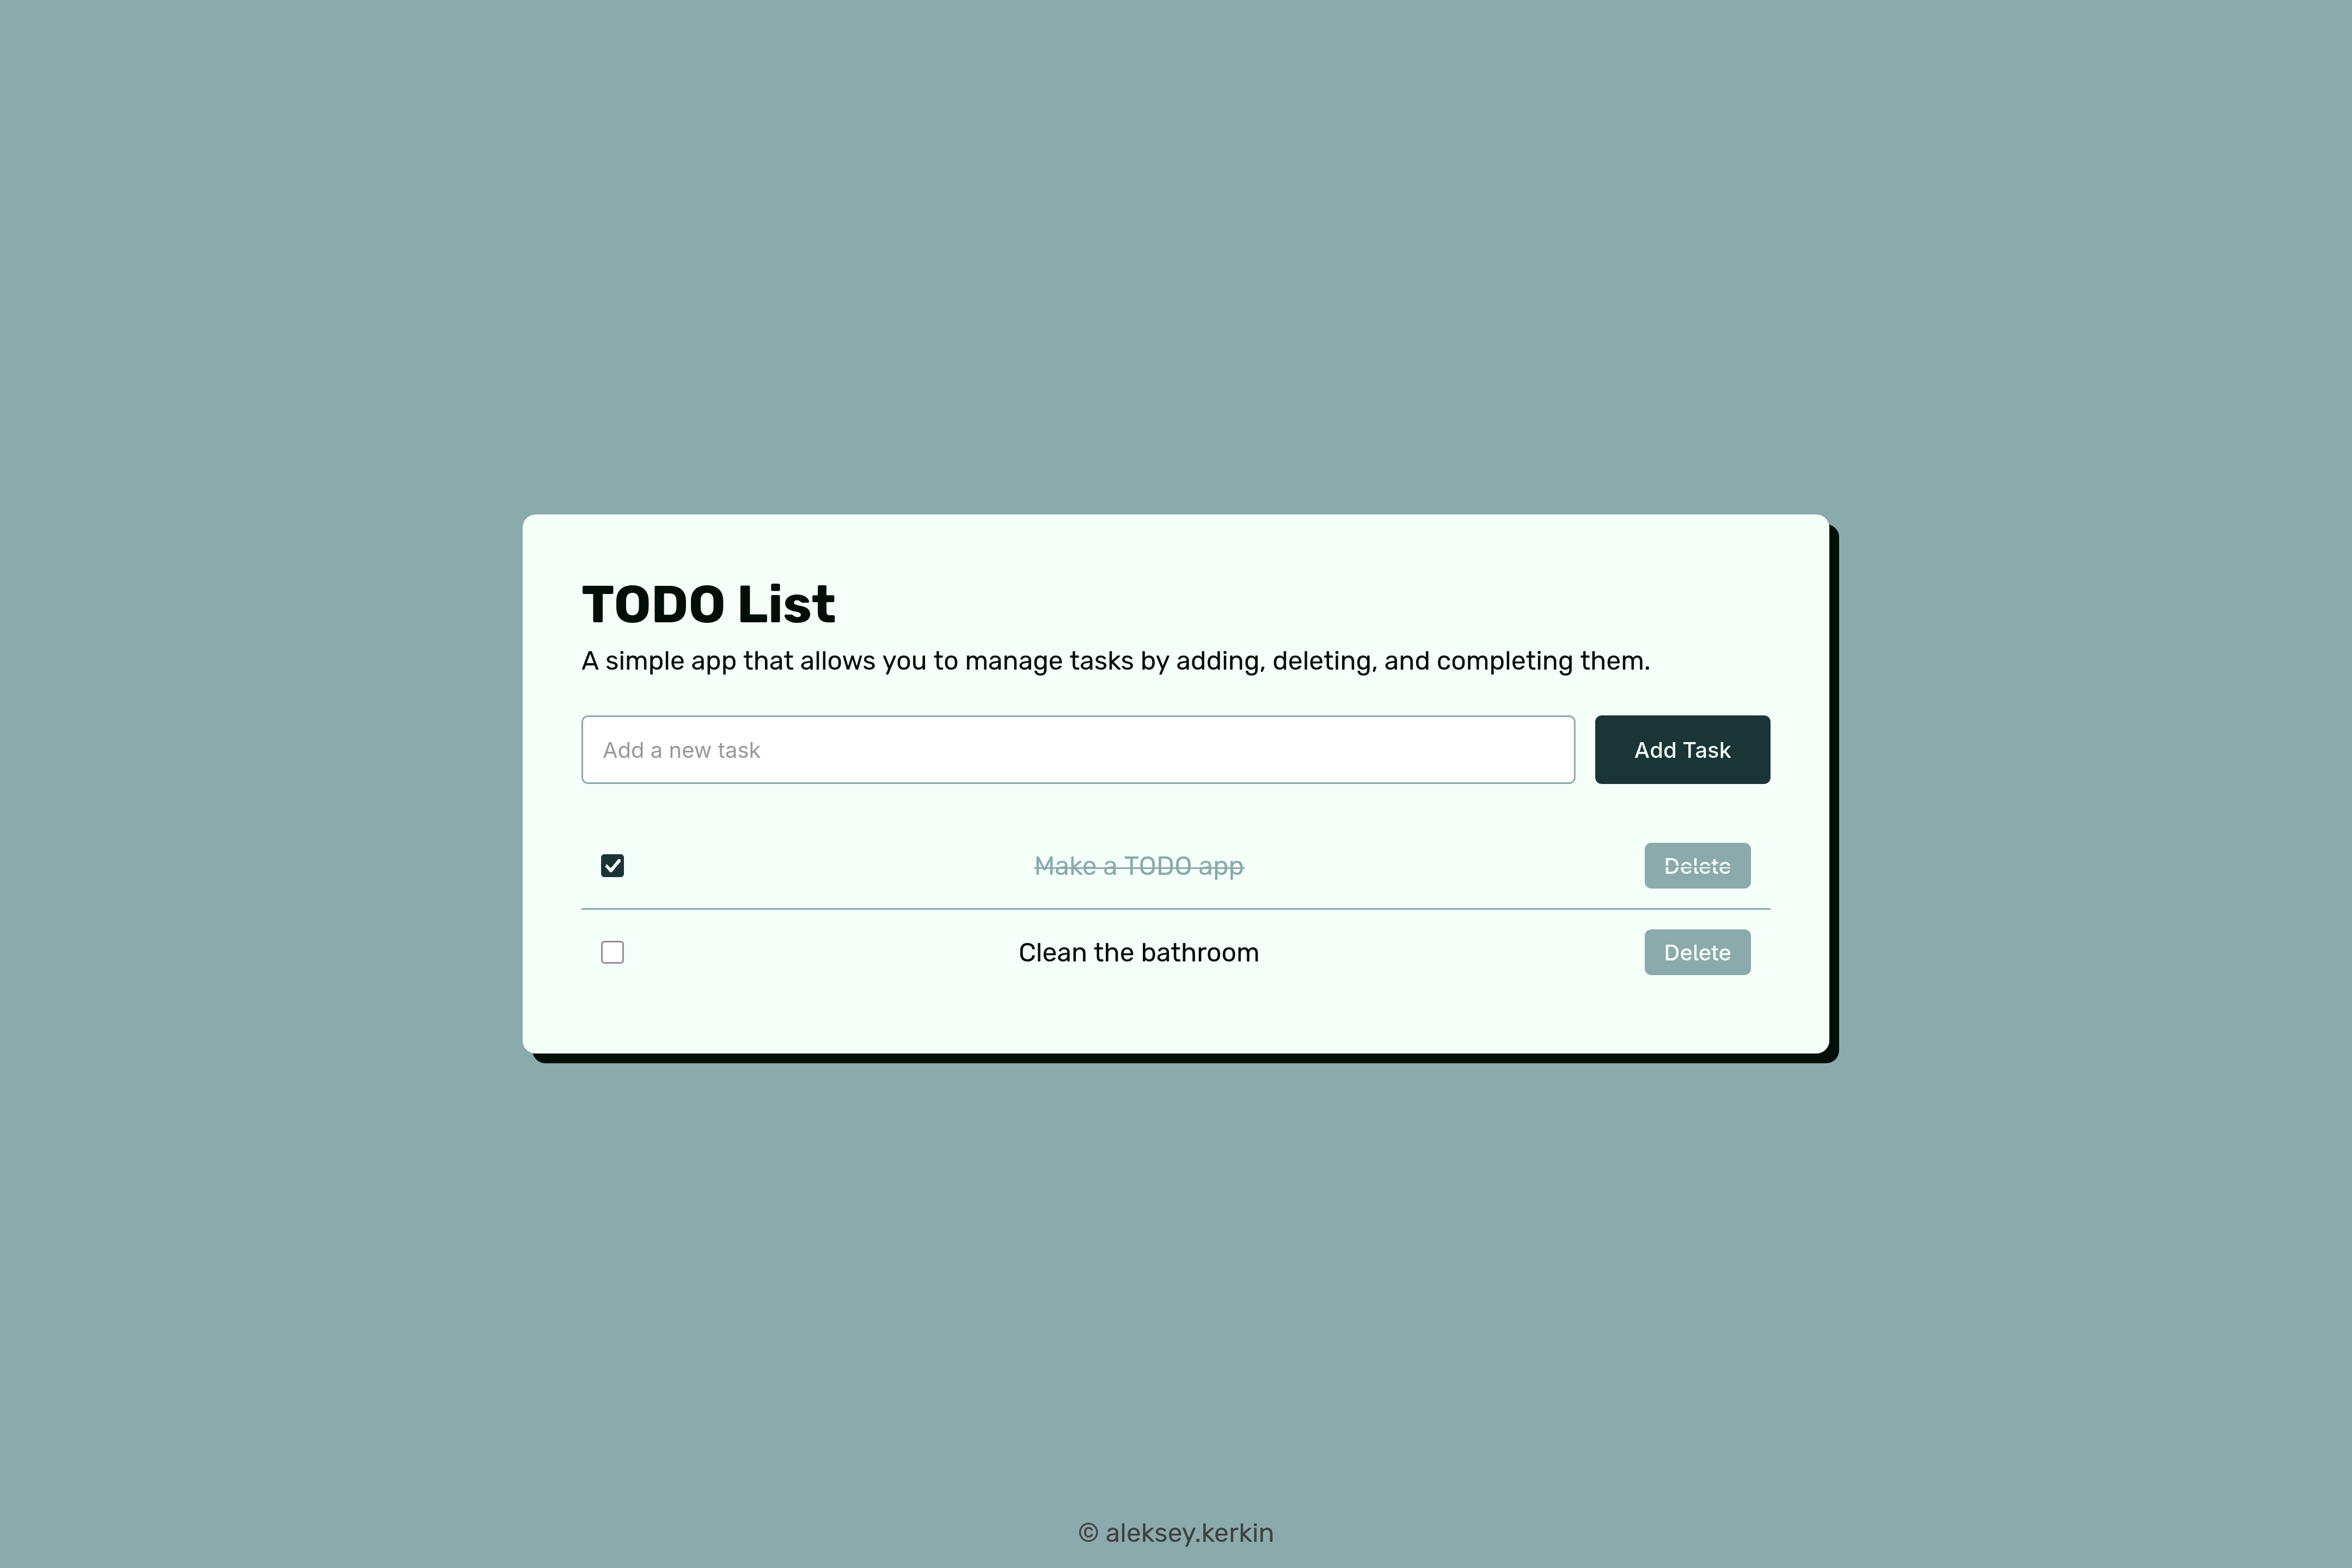 TODO List
A simple app that allows you to manage tasks by adding, deleting, and completing them.
Add a new task
Add Task
Make a TODO app
Delete
Clean the bathroom
Delete
© aleksey.kerkin